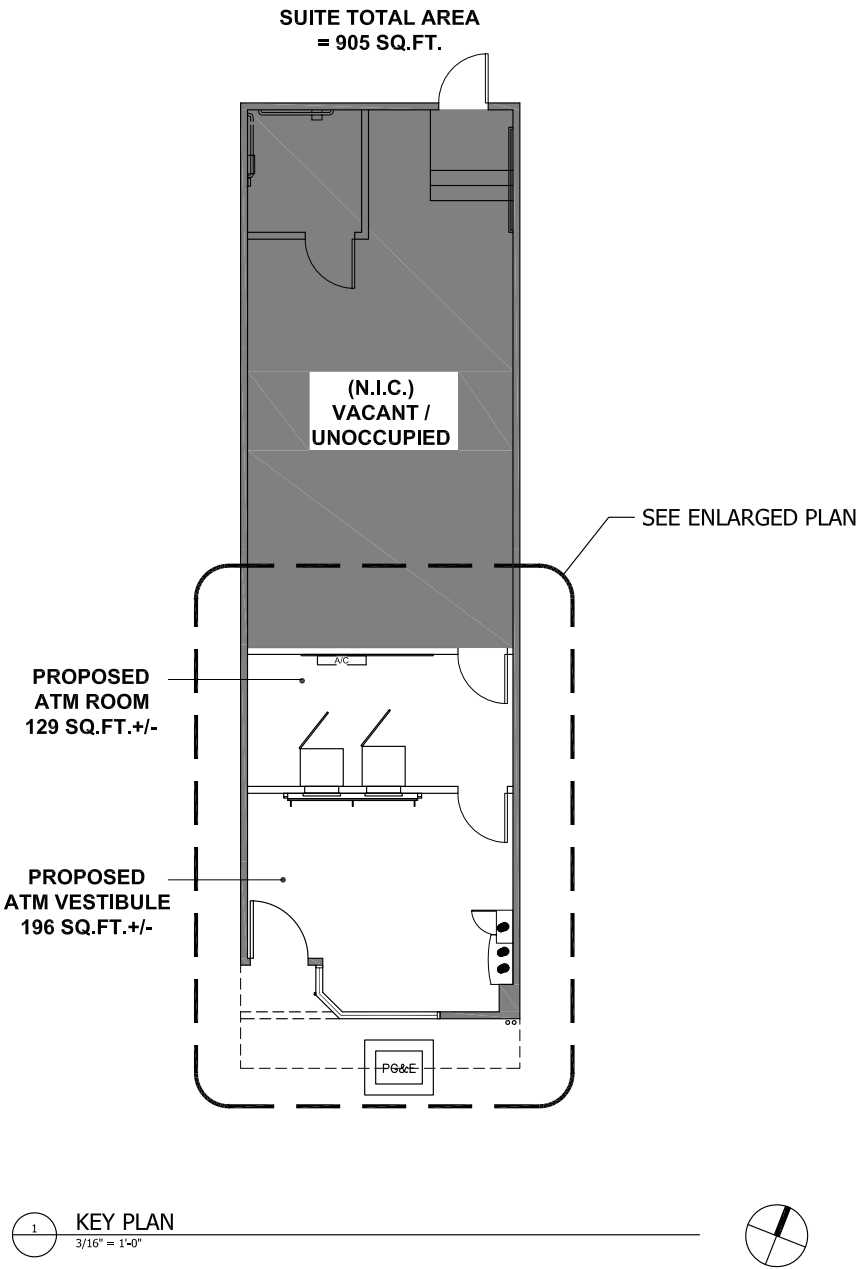 SUITE TOTAL AREA
= 905 SQ.FT.
(N.I.C.)
VACANT /
UNOCCUPIED
SEE ENLARGED PLAN
A/C
PROPOSED
ATM ROOM
129 SQ.FT.+/-
PROPOSED
ATM VESTIBULE
196 SQ.FT.+/-
PG&E
1
KEY PLAN
3/16" = 1'-0"